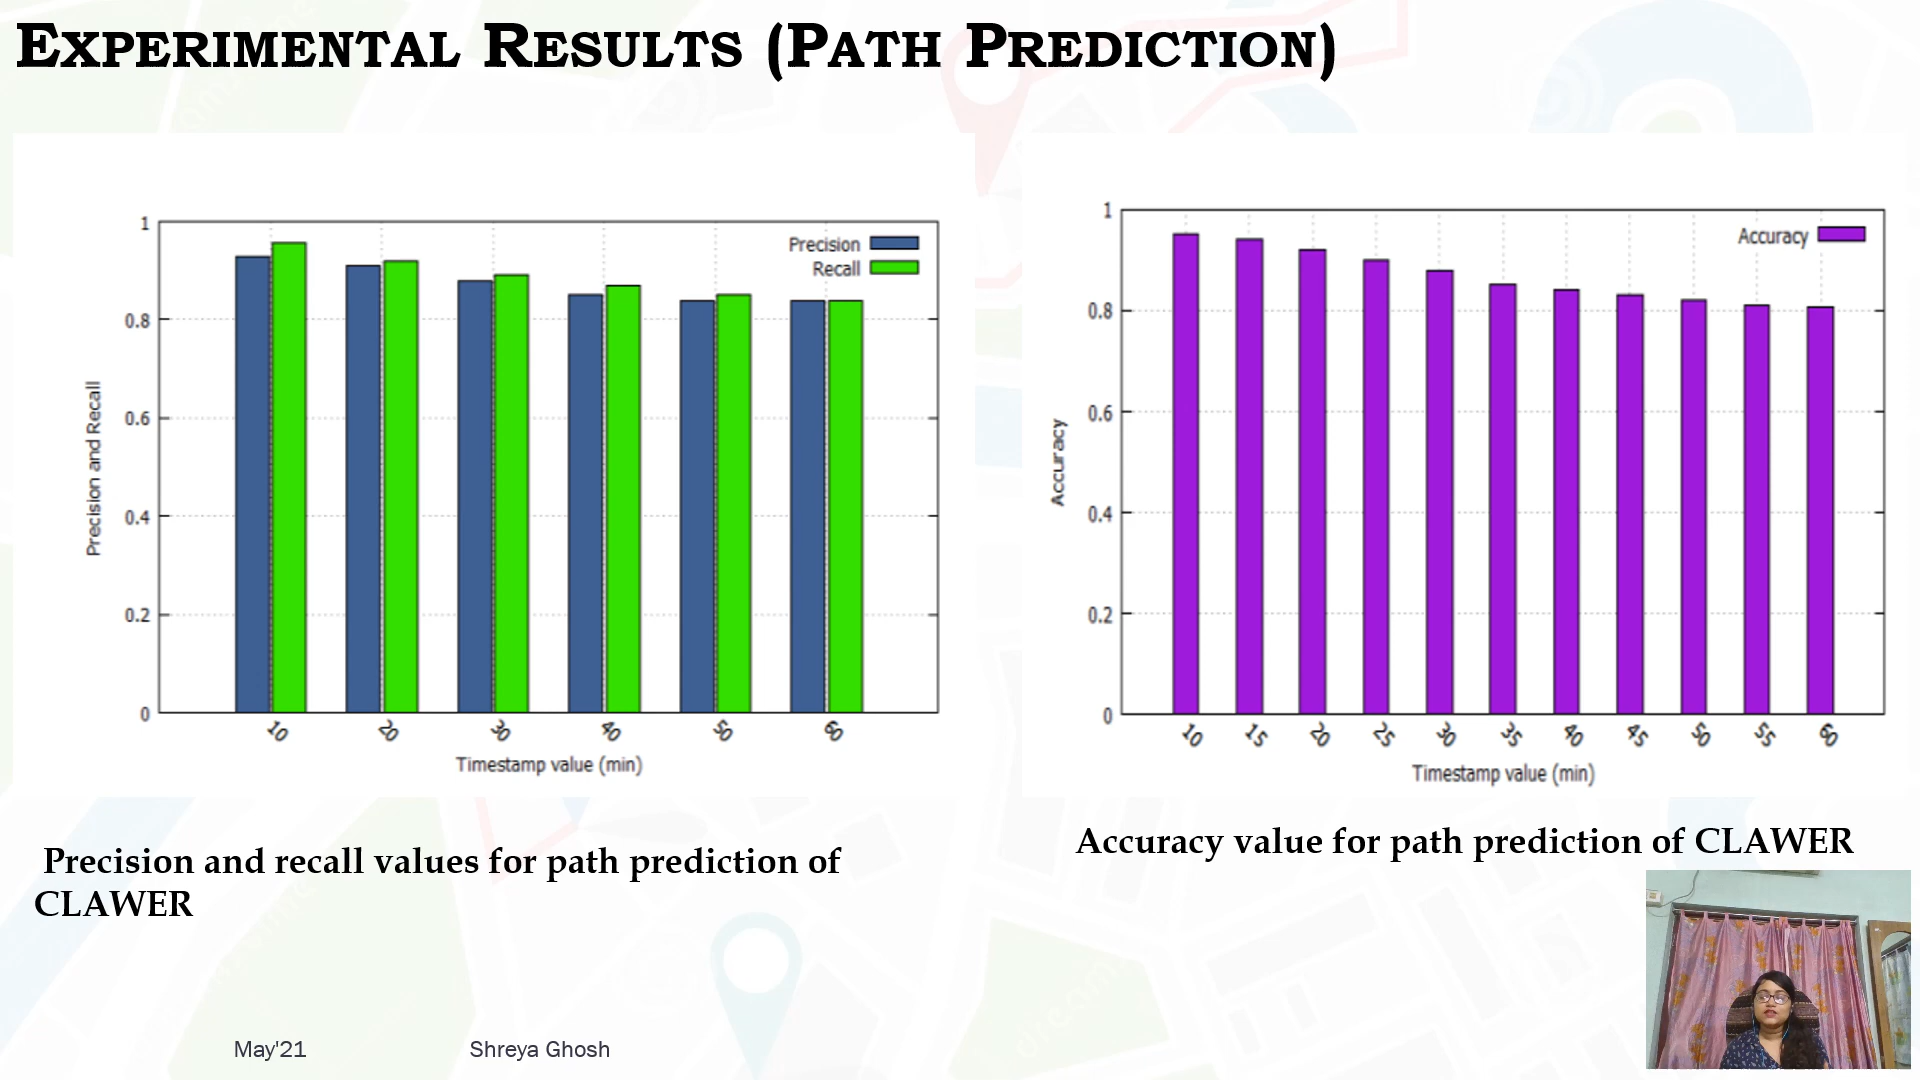 EXPERIMENTAL RESULTS (PATH PREDICTION)
1
0.8
0.6
0.4
0.2
0
Precision and Recall
Precision
Recall
10 20 30 40 50 60
Timestamp value (min)
Precision and recall values for path prediction of
CLAWER
1
0.8
0.6
0.4
0.2
0
Accuracy
Accuracy
10 15 20 25 30 35 40 45 50 55 60
Timestamp value (min)
Accuracy value for path prediction of CLAWER
May'21
Shreya Ghosh